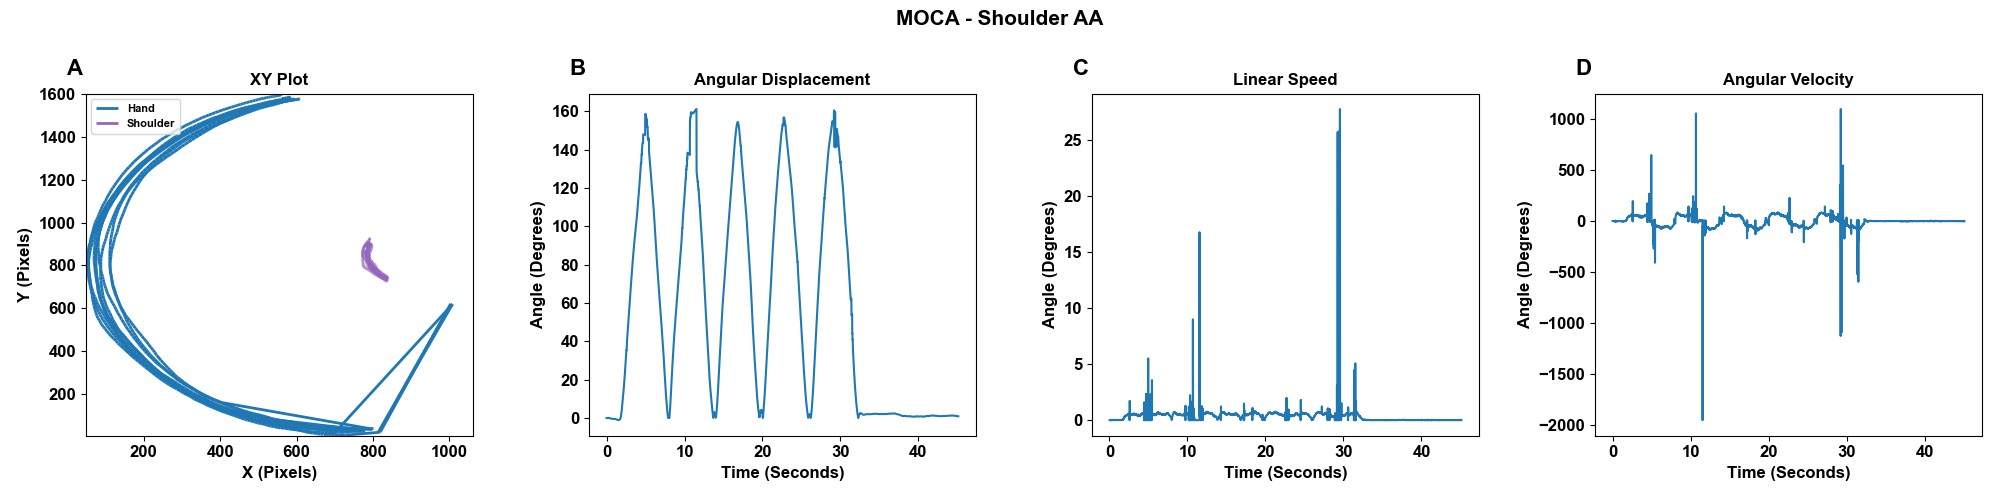 MOCA - Shoulder AA
A
XY Plot
Hand
Shoulder
1600
1400
1200
1000
800
600
400
200
Y (Pixels)
200 400 600 800 1000
X (Pixels)
B
Angular Displacement
160
140
120
100
80
60
40
20
0
Angle (Degrees)
0 10 20 30 40
Time (Seconds)
C
Linear Speed
25
20
15
10
5
0
Angle (Degrees)
0 10 20 30 40
Time (Seconds)
D
Angular Velocity
1000
500
0
−500
−1000
−1500
−2000
Angle (Degrees)
0 10 20 30 40
Time (Seconds)